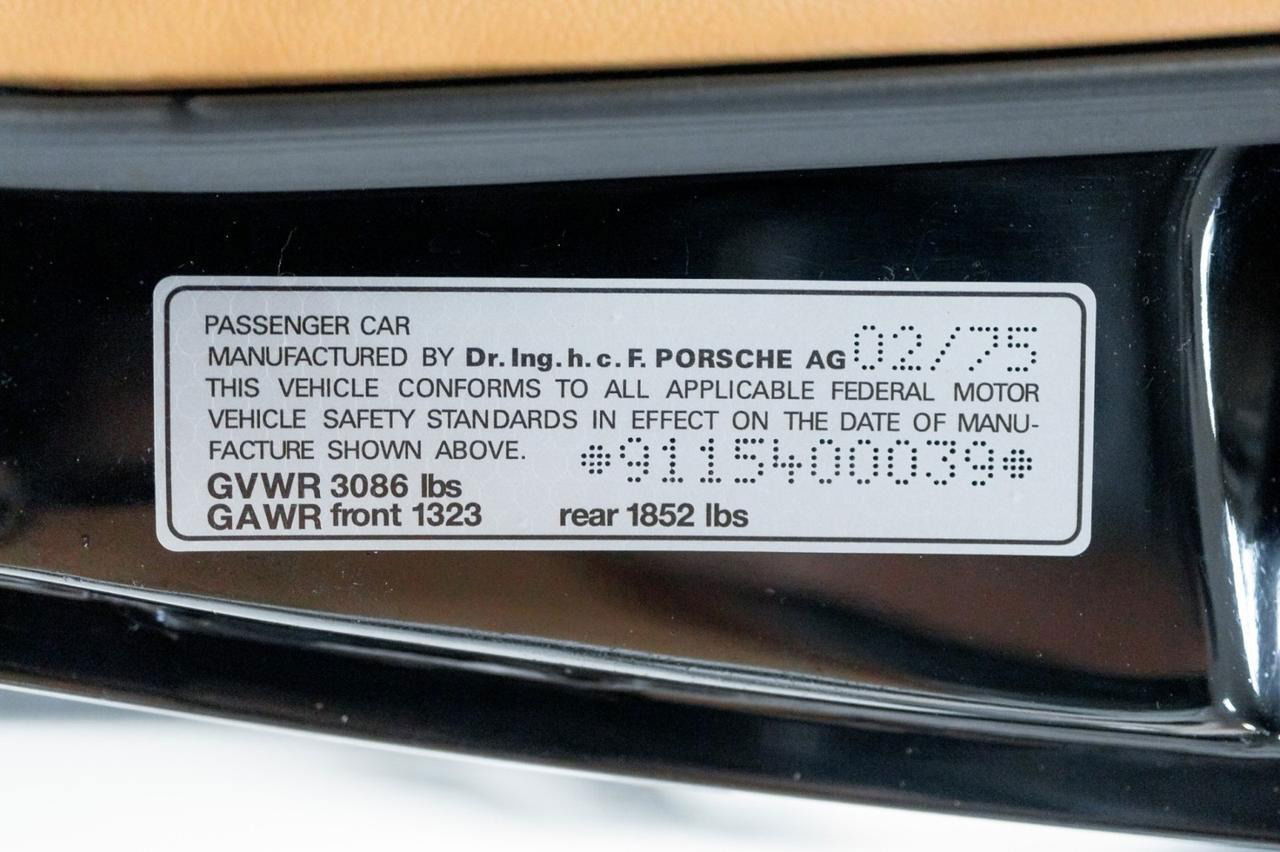 PASSENGER CAR
MANUFACTURED BY Dr. Ing. h. c. F. PORSCHE AG 02/75
THIS VEHICLE CONFORMS TO ALL APPLICABLE FEDERAL MOTOR
VEHICLE SAFETY STANDARDS IN EFFECT ON THE DATE OF MANU-
FACTURE SHOWN ABOVE. *9115400039*
GVWR 3086 lbs
GAWR front 1323 rear 1852 lbs